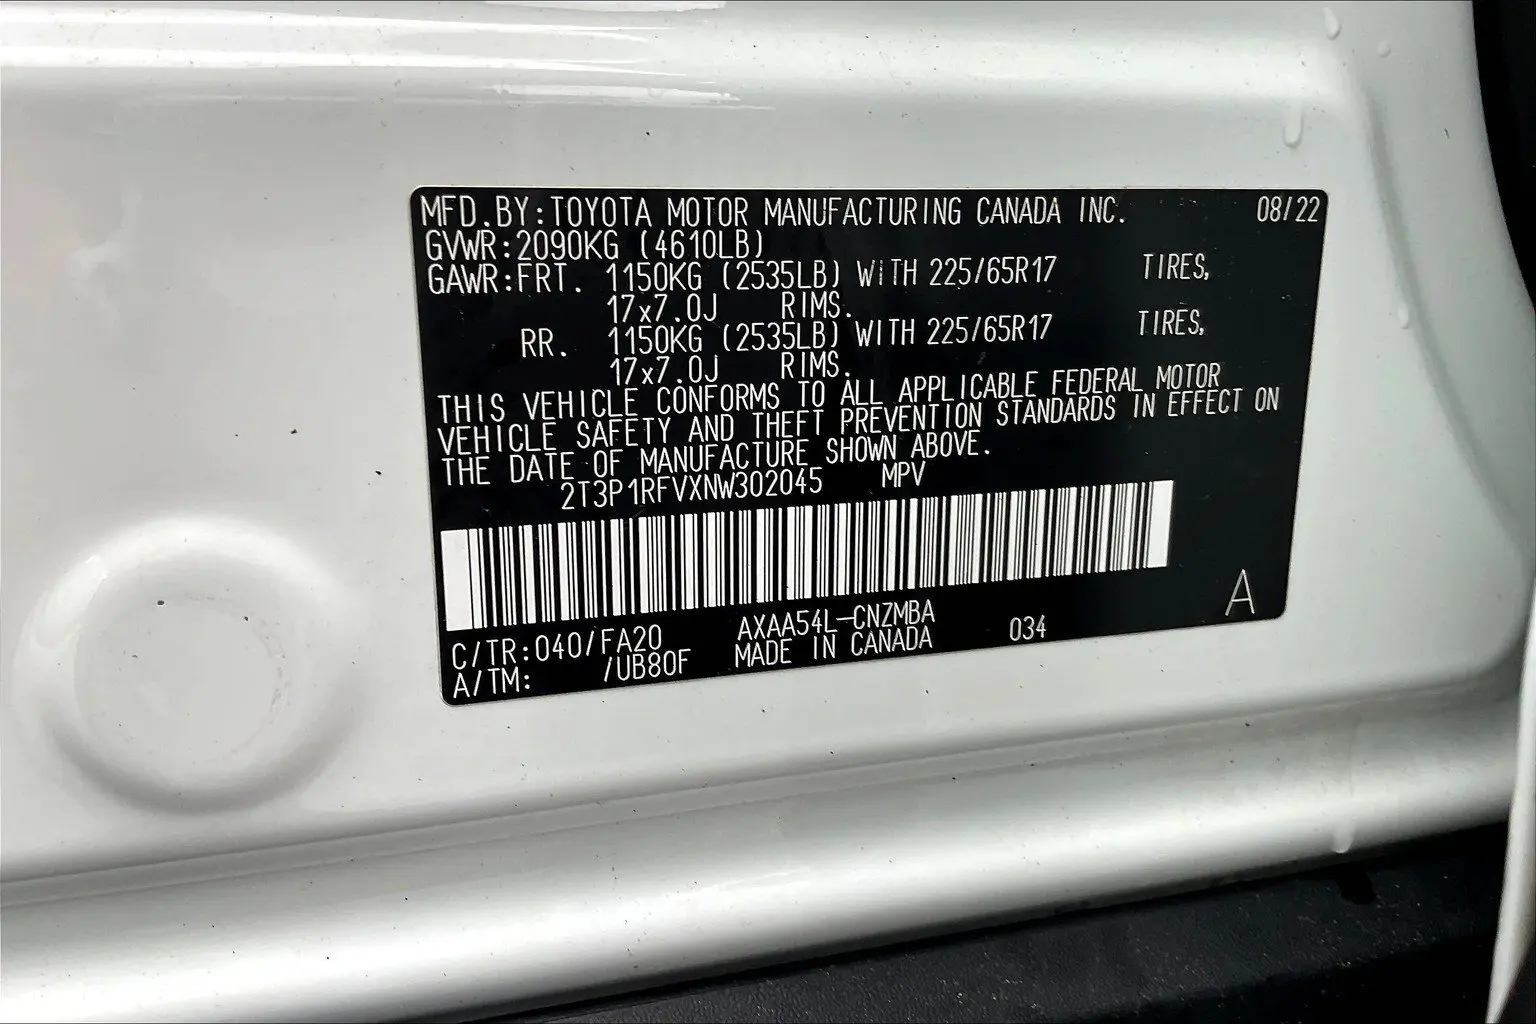 MFD.BY:TOYOTA MOTOR MANUFACTURING CANADA INC. 08/22
GVWR:2090KG (4610LB)
GAWR:FRT. 1150KG (2535LB) WITH 225/65R17 TIRES,
17x7.0J RIMS.
RR. 1150KG (2535LB) WITH 225/65R17 TIRES,
17x7.0J RIMS.
THIS VEHICLE CONFORMS TO ALL APPLICABLE FEDERAL MOTOR
VEHICLE SAFETY AND THEFT PREVENTION STANDARDS IN EFFECT ON
THE DATE OF MANUFACTURE SHOWN ABOVE.
2T3P1RFVXNW302045 MPV
A
C/TR:040/FA20 AXAA54L-CNZMBA 034
A/TM: /UB80F MADE IN CANADA